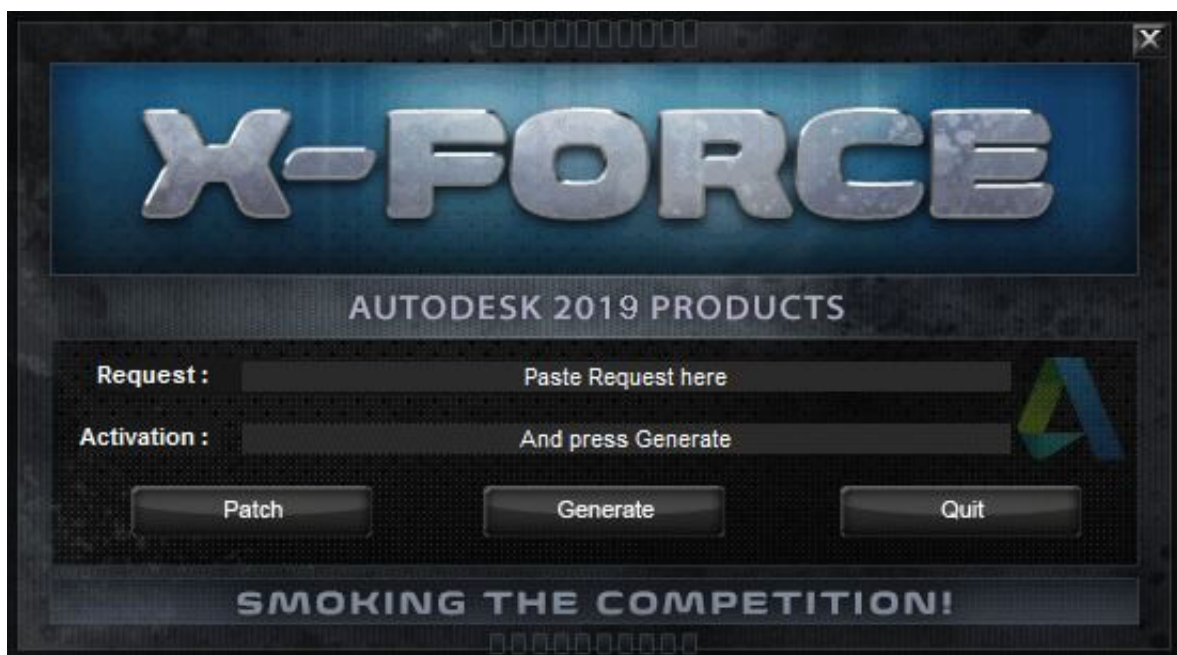 X-FORCE
AUTODESK 2019 PRODUCTS
Request : Paste Request here
Activation : And press Generate
Patch Generate Quit
SMOKING THE COMPETITION!